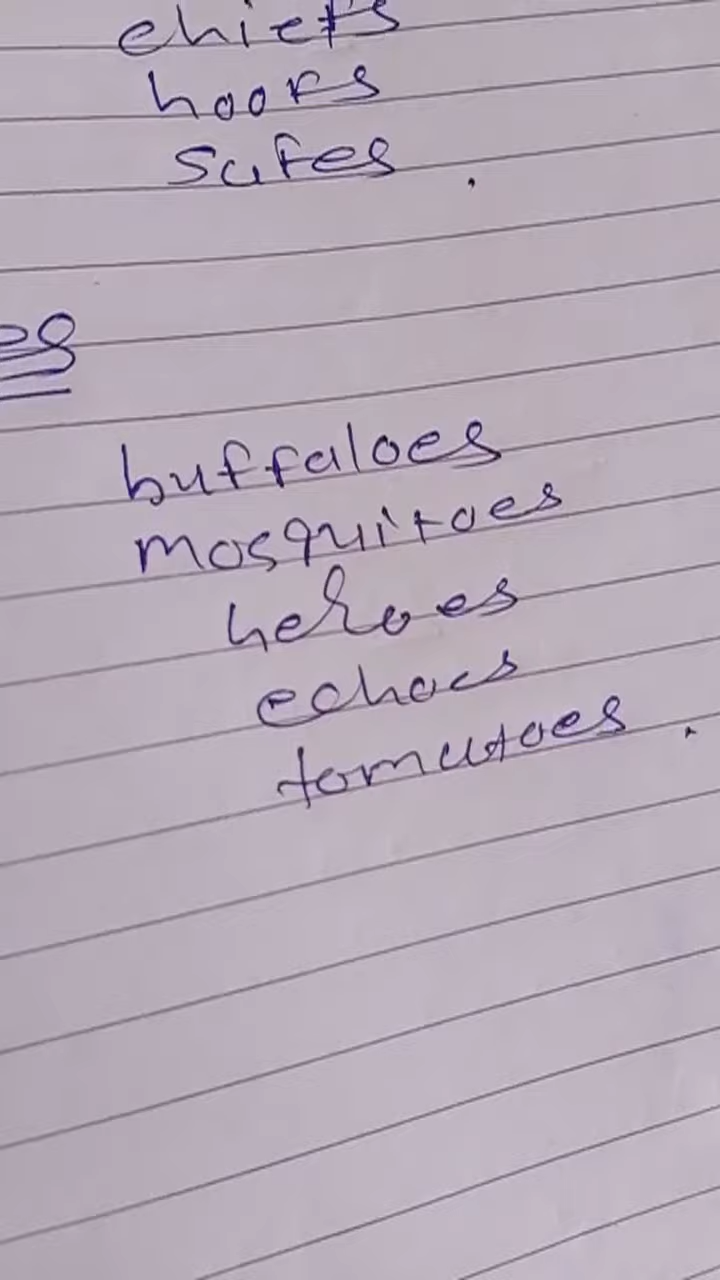 chiefs
hoofs
safes .
es
buffaloes
mosquitoes
heroes
echoes
tomatoes .